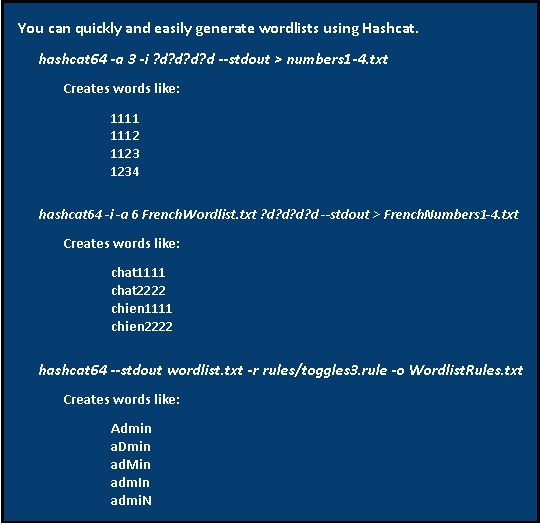 You can quickly and easily generate wordlists using Hashcat.
hashcat64 -a 3 -i ?d?d?d?d --stdout > numbers1-4.txt
Creates words like:
1111
1112
1123
1234
hashcat64 -i -a 6 FrenchWordlist.txt ?d?d?d?d --stdout > FrenchNumbers1-4.txt
Creates words like:
chat1111
chat2222
chien1111
chien2222
hashcat64 --stdout wordlist.txt -r rules/toggles3.rule -o WordlistRules.txt
Creates words like:
Admin
aDmin
adMin
admIn
admiN